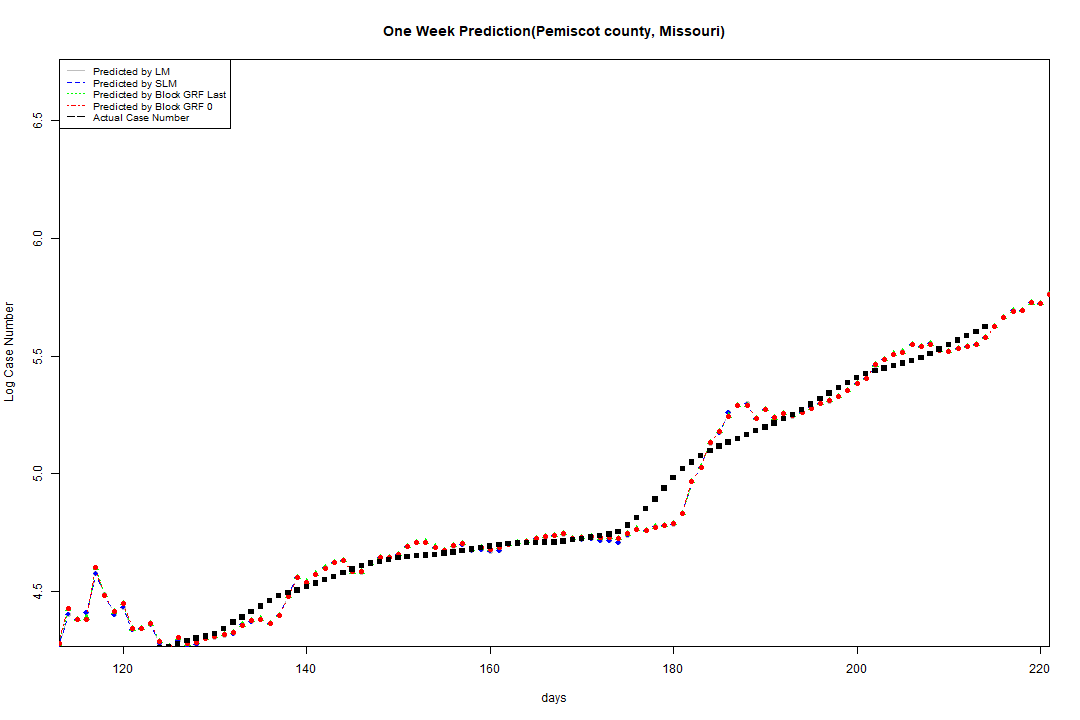 One Week Prediction(Pemiscot county, Missouri)
Predicted by LM
Predicted by SLM
Predicted by Block GRF Last
Predicted by Block GRF 0
Actual Case Number
6.5
6.0
5.5
5.0
4.5
Log Case Number
120 140 160 180 200 220
days